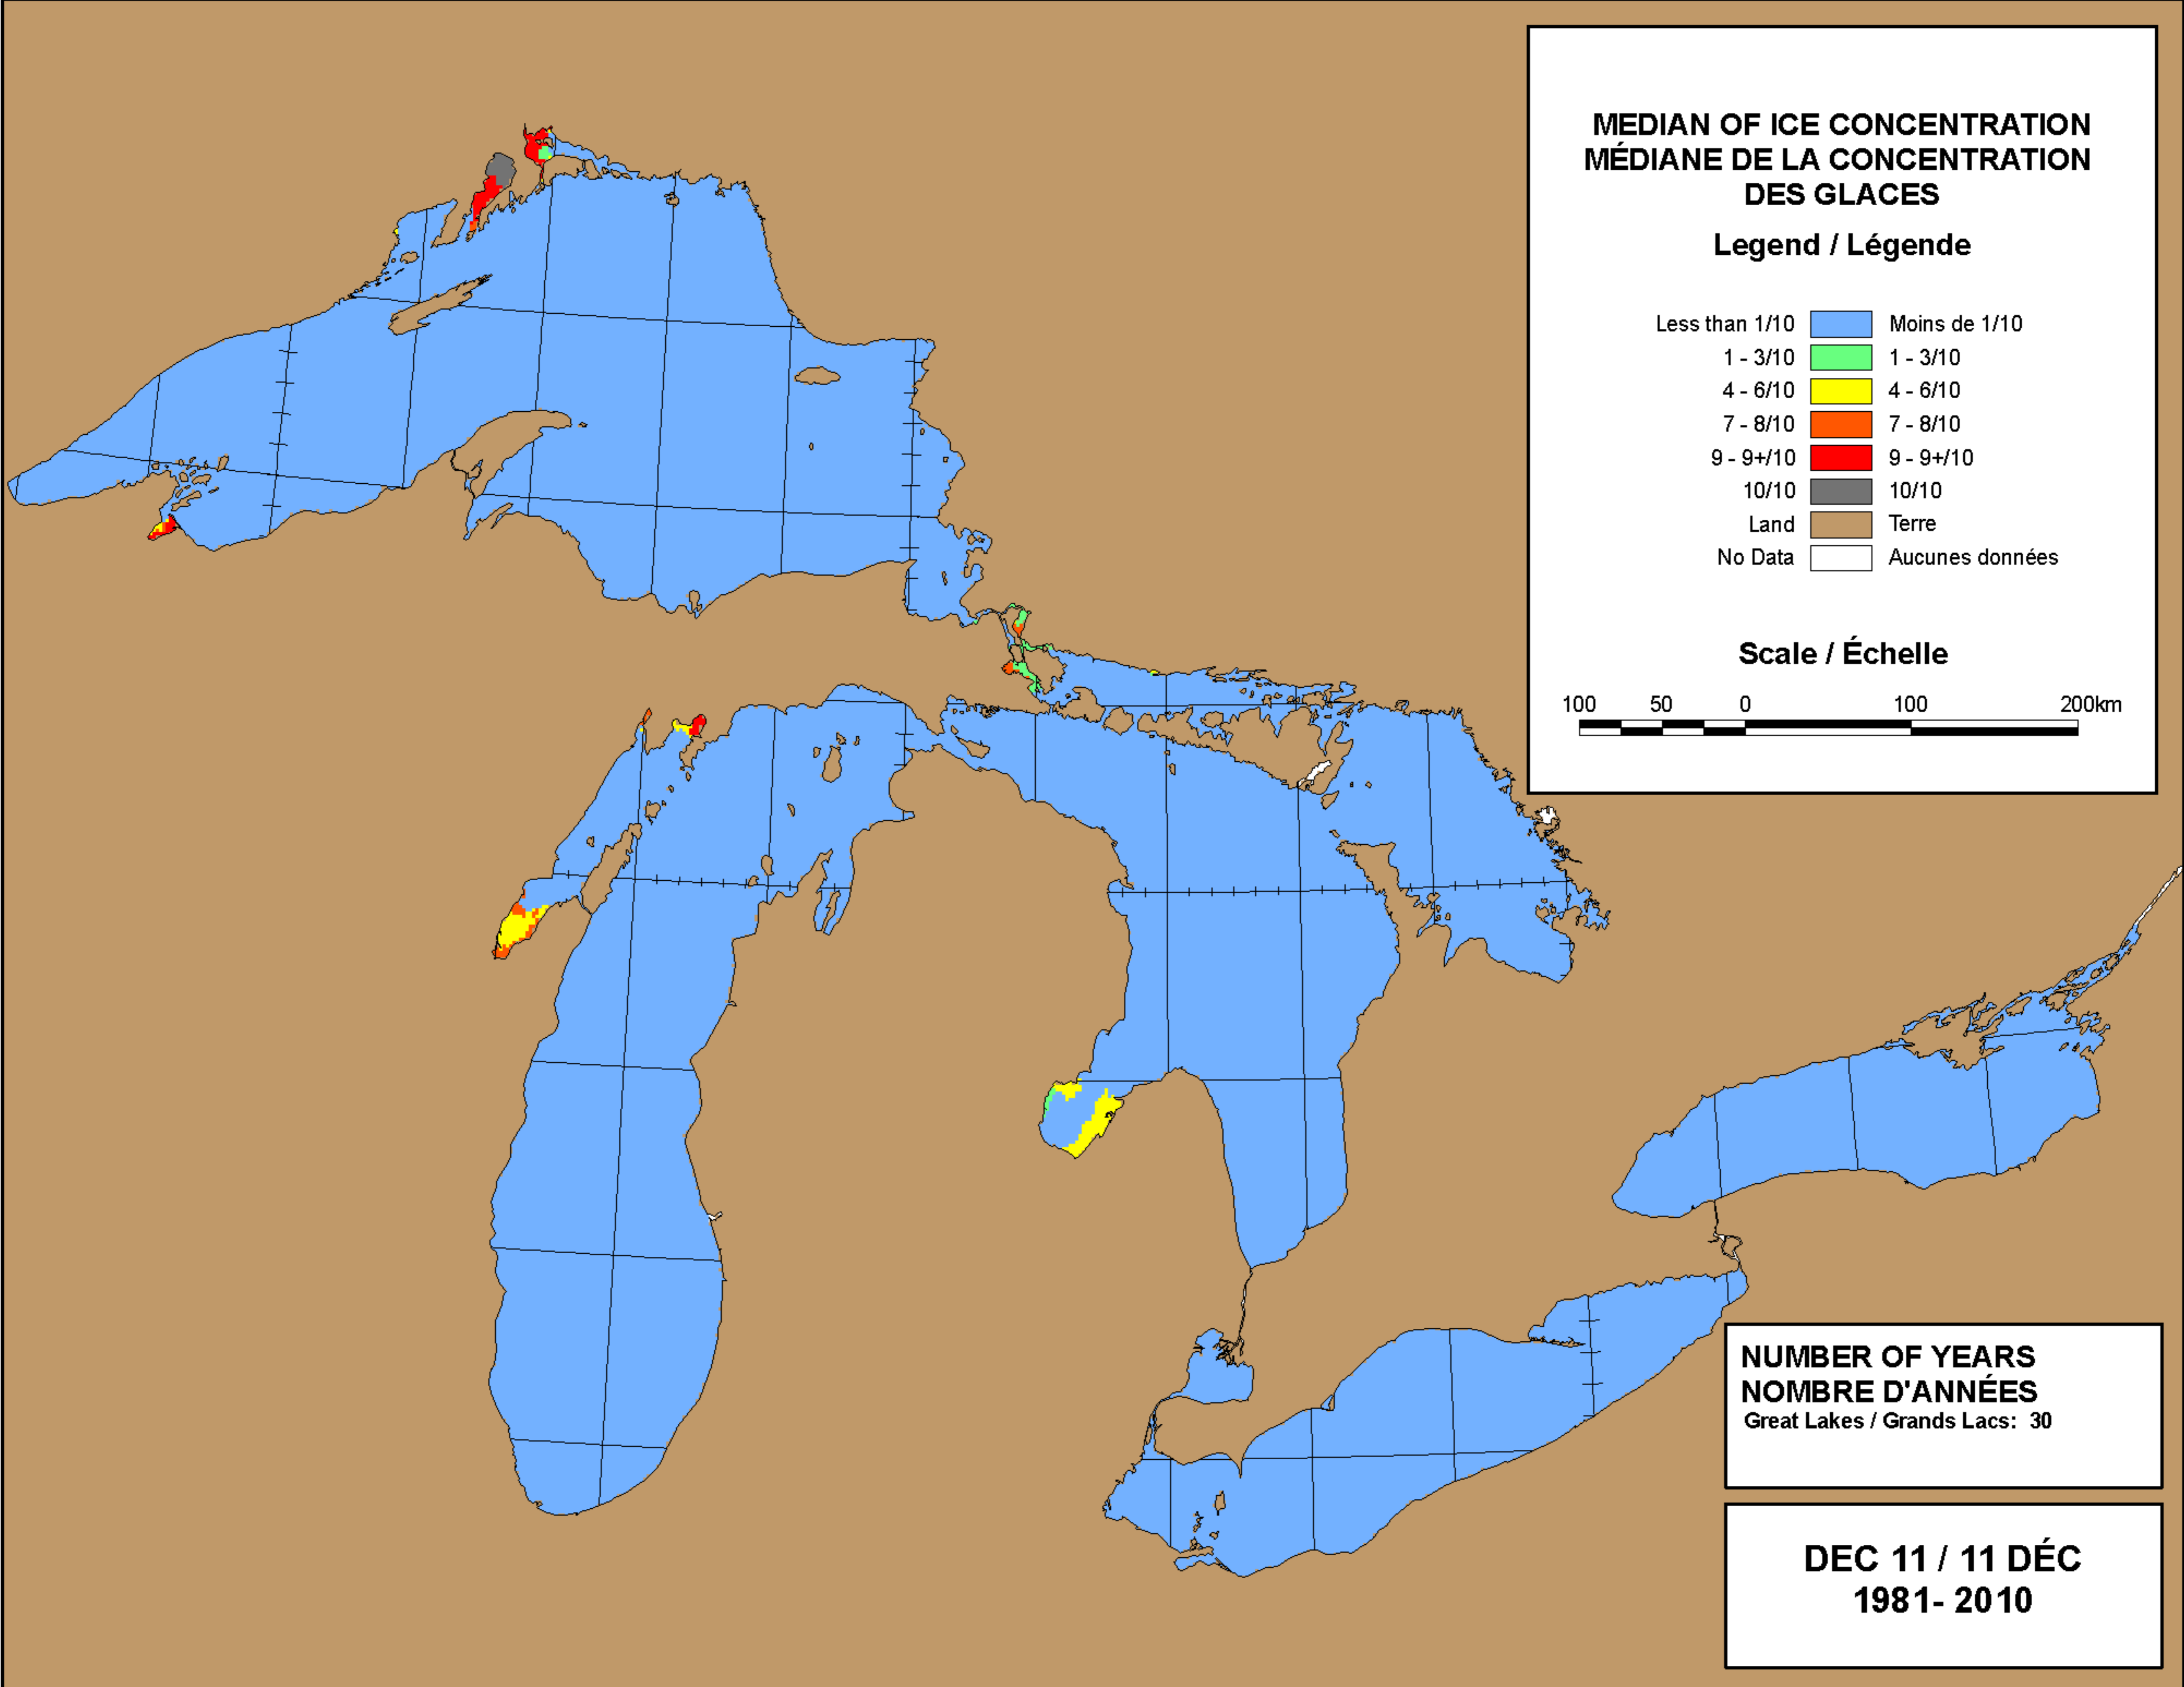 MEDIAN OF ICE CONCENTRATION
MÉDIANE DE LA CONCENTRATION
DES GLACES
Legend / Légende
Less than 1/10 Moins de 1/10
1 - 3/10 1 - 3/10
4 - 6/10 4 - 6/10
7 - 8/10 7 - 8/10
9 - 9+/10 9 - 9+/10
10/10 10/10
Land Terre
No Data Aucunes données
Scale / Échelle
100 50 0 100 200km
NUMBER OF YEARS
NOMBRE D'ANNÉES
Great Lakes / Grands Lacs: 30
DEC 11 / 11 DÉC
1981- 2010